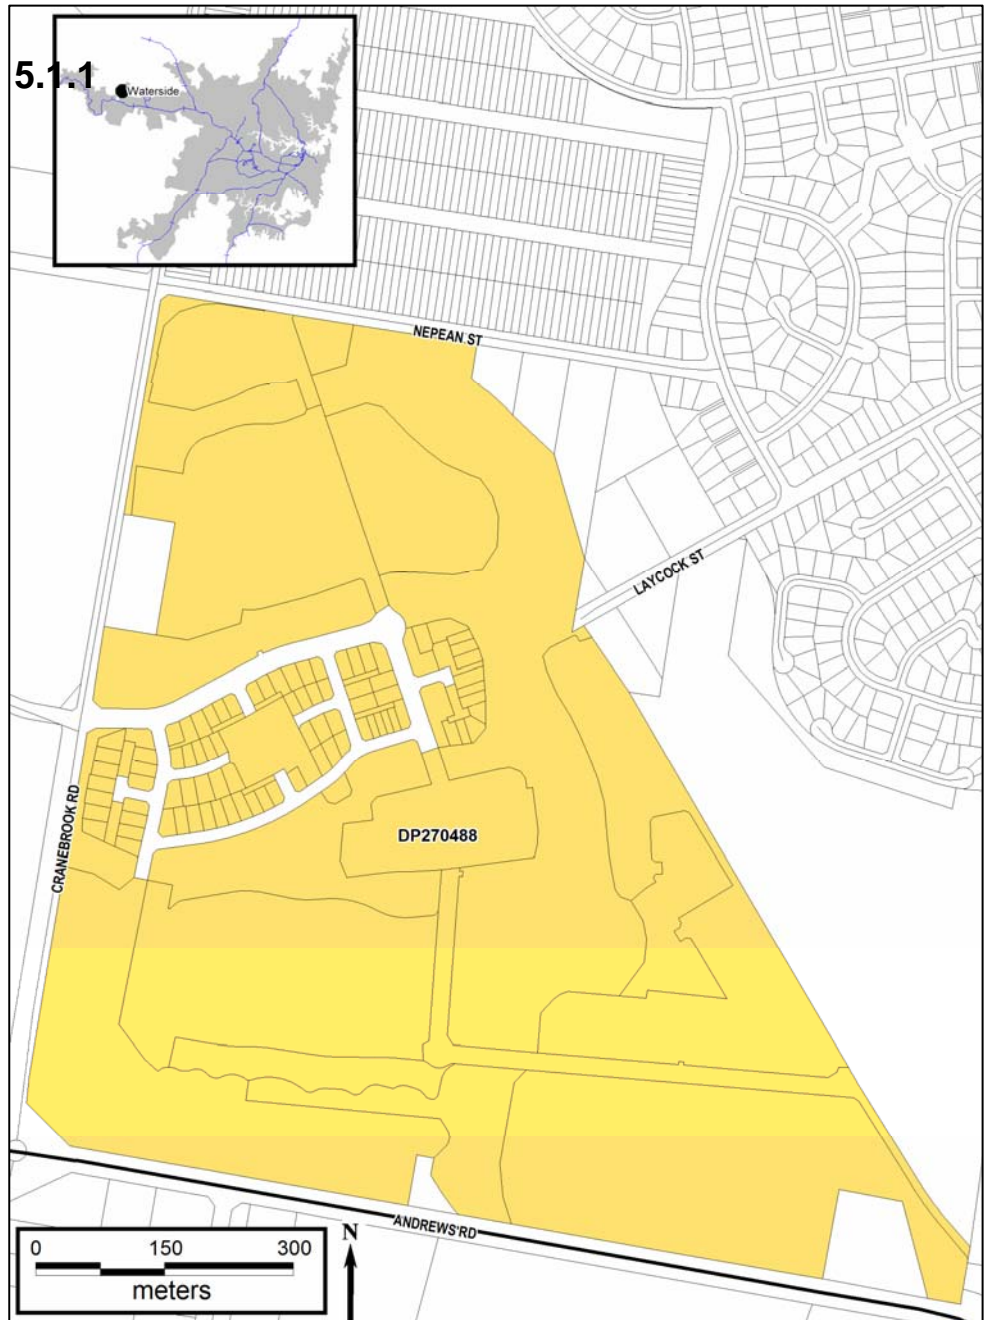 5.1.1
Waterside
NEPEAN ST
LAYCOCK ST
CRANEBROOK RD
DP270488
ANDREWS RD
0 150 300
meters
N